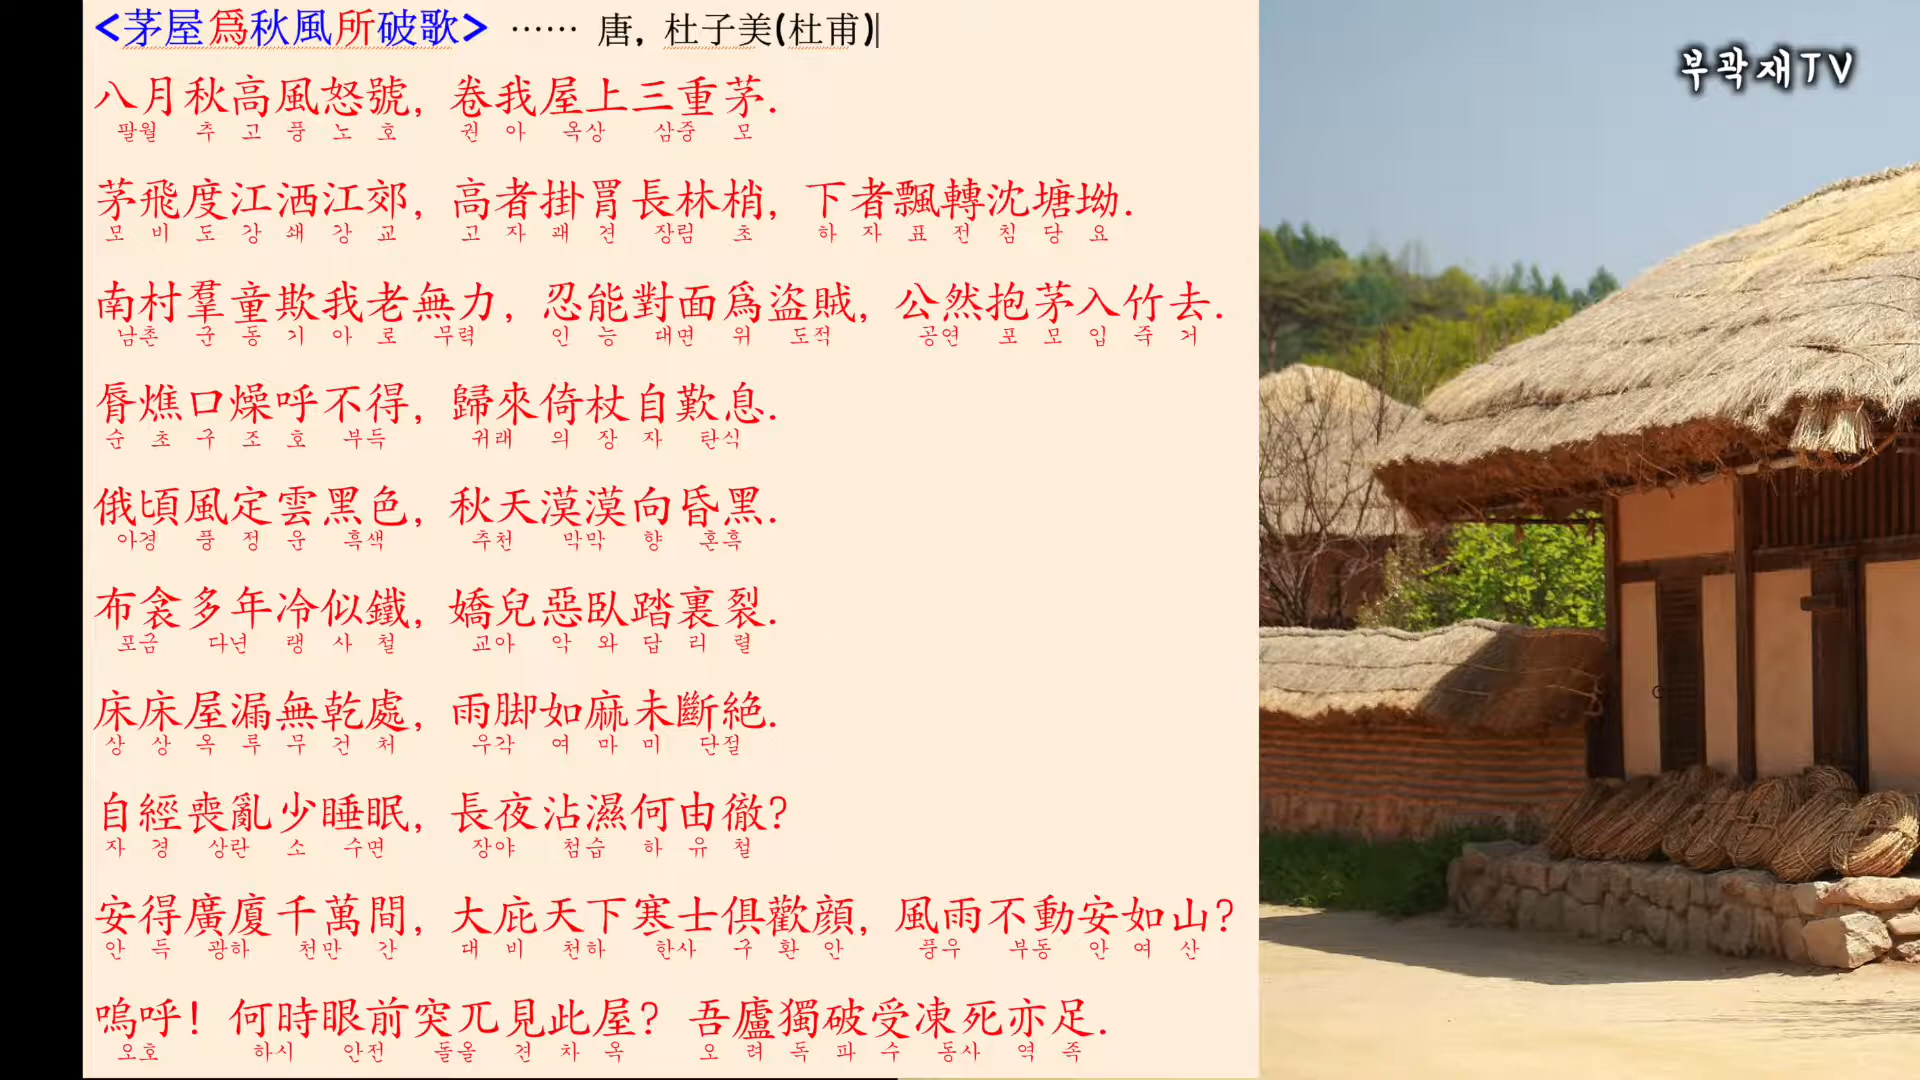 <茅屋爲秋風所破歌> …… 唐, 杜子美(杜甫)
부곽재TV
八月秋高風怒號, 卷我屋上三重茅.
팔월 추 고 풍 노 호 권 아 옥상 삼중 모
茅飛度江洒江郊, 高者掛罥長林梢, 下者飄轉沈塘坳.
모 비 도 강 쇄 강 교 고 자 괘 견 장림 초 하 자 표 전 침 당 요
南村羣童欺我老無力, 忍能對面爲盜賊, 公然抱茅入竹去.
남촌 군 동 기 아 로 무력 인 능 대면 위 도적 공연 포 모 입 죽 거
脣燋口燥呼不得, 歸來倚杖自歎息.
순 초 구 조 호 부득 귀래 의 장 자 탄식
俄頃風定雲黑色, 秋天漠漠向昏黑.
아경 풍 정 운 흑색 추천 막막 향 혼흑
布衾多年冷似鐵, 嬌兒惡臥踏裏裂.
포금 다년 랭 사 철 교아 악 와 답 리 렬
床床屋漏無乾處, 雨脚如麻未斷絶.
상 상 옥 루 무 건 처 우각 여 마 미 단절
自經喪亂少睡眠, 長夜沾濕何由徹?
자 경 상란 소 수면 장야 첨습 하 유 철
安得廣廈千萬間, 大庇天下寒士俱歡顔, 風雨不動安如山?
안 득 광하 천만 간 대 비 천하 한사 구 환 안 풍우 부동 안 여 산
嗚呼! 何時眼前突兀見此屋? 吾廬獨破受凍死亦足.
오호 하시 안전 돌올 견 차 옥 오 려 독 파 수 동사 역 족